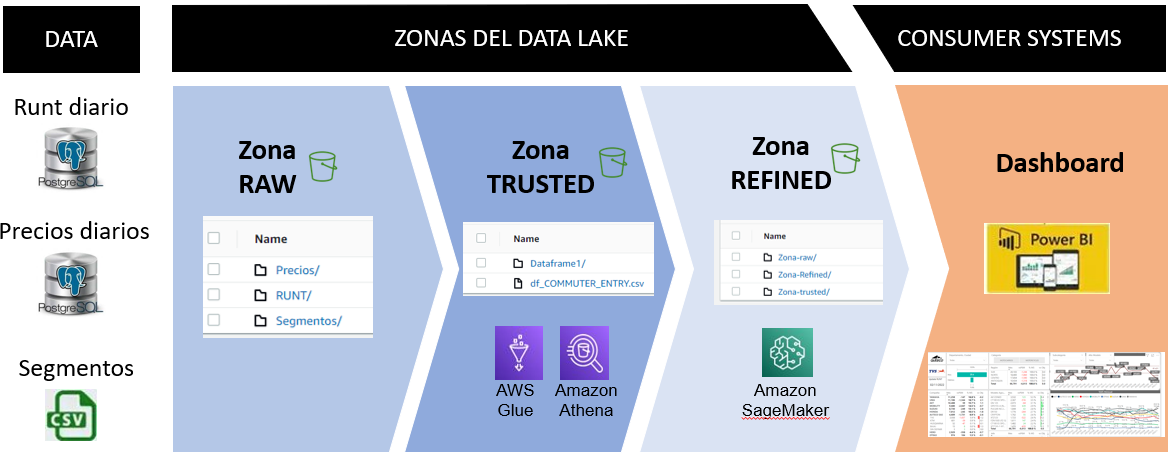 DATA
ZONAS DEL DATA LAKE
CONSUMER SYSTEMS
Runt diario
PostgreSQL
Precios diarios
PostgreSQL
Segmentos
CSV
Zona
RAW
Name
Precios/
RUNT/
Segmentos/
Zona
TRUSTED
Name
Dataframe1/
df_COMMUTER_ENTRY.csv
AWS
Glue
Amazon
Athena
Zona
REFINED
Name
Zona-raw/
Zona-Refined/
Zona-trusted/
Amazon
SageMaker
Dashboard
Power BI